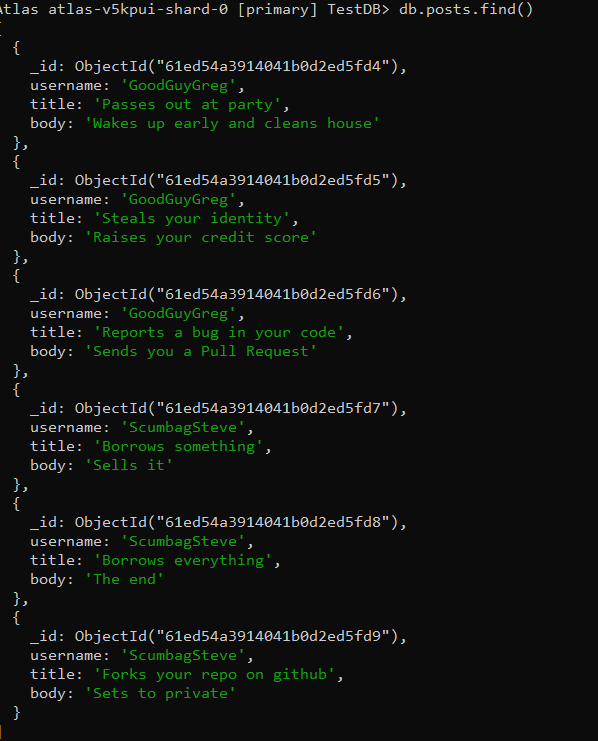 Atlas atlas-v5kpui-shard-0 [primary] TestDB> db.posts.find()
[
  {
    _id: ObjectId("61ed54a3914041b0d2ed5fd4"),
    username: 'GoodGuyGreg',
    title: 'Passes out at party',
    body: 'Wakes up early and cleans house'
  },
  {
    _id: ObjectId("61ed54a3914041b0d2ed5fd5"),
    username: 'GoodGuyGreg',
    title: 'Steals your identity',
    body: 'Raises your credit score'
  },
  {
    _id: ObjectId("61ed54a3914041b0d2ed5fd6"),
    username: 'GoodGuyGreg',
    title: 'Reports a bug in your code',
    body: 'Sends you a Pull Request'
  },
  {
    _id: ObjectId("61ed54a3914041b0d2ed5fd7"),
    username: 'ScumbagSteve',
    title: 'Borrows something',
    body: 'Sells it'
  },
  {
    _id: ObjectId("61ed54a3914041b0d2ed5fd8"),
    username: 'ScumbagSteve',
    title: 'Borrows everything',
    body: 'The end'
  },
  {
    _id: ObjectId("61ed54a3914041b0d2ed5fd9"),
    username: 'ScumbagSteve',
    title: 'Forks your repo on github',
    body: 'Sets to private'
  }